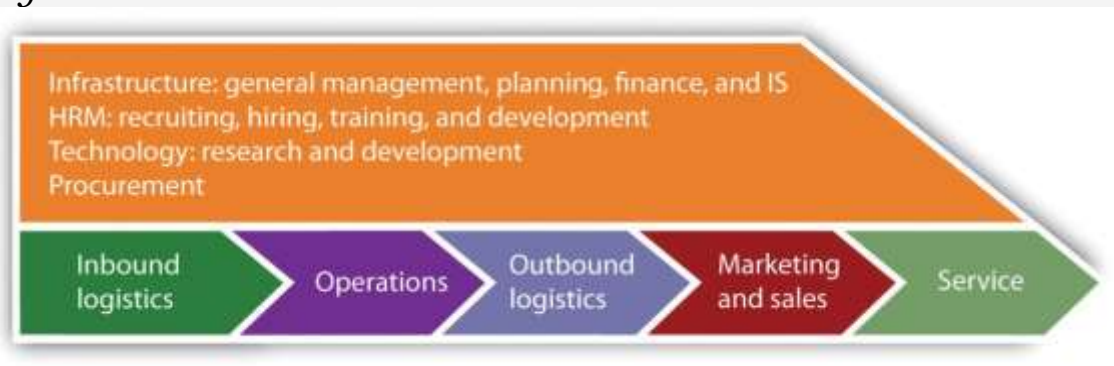 Infrastructure: general management, planning, finance, and IS
HRM: recruiting, hiring, training, and development
Technology: research and development
Procurement
Inbound
logistics
Operations
Outbound
logistics
Marketing
and sales
Service